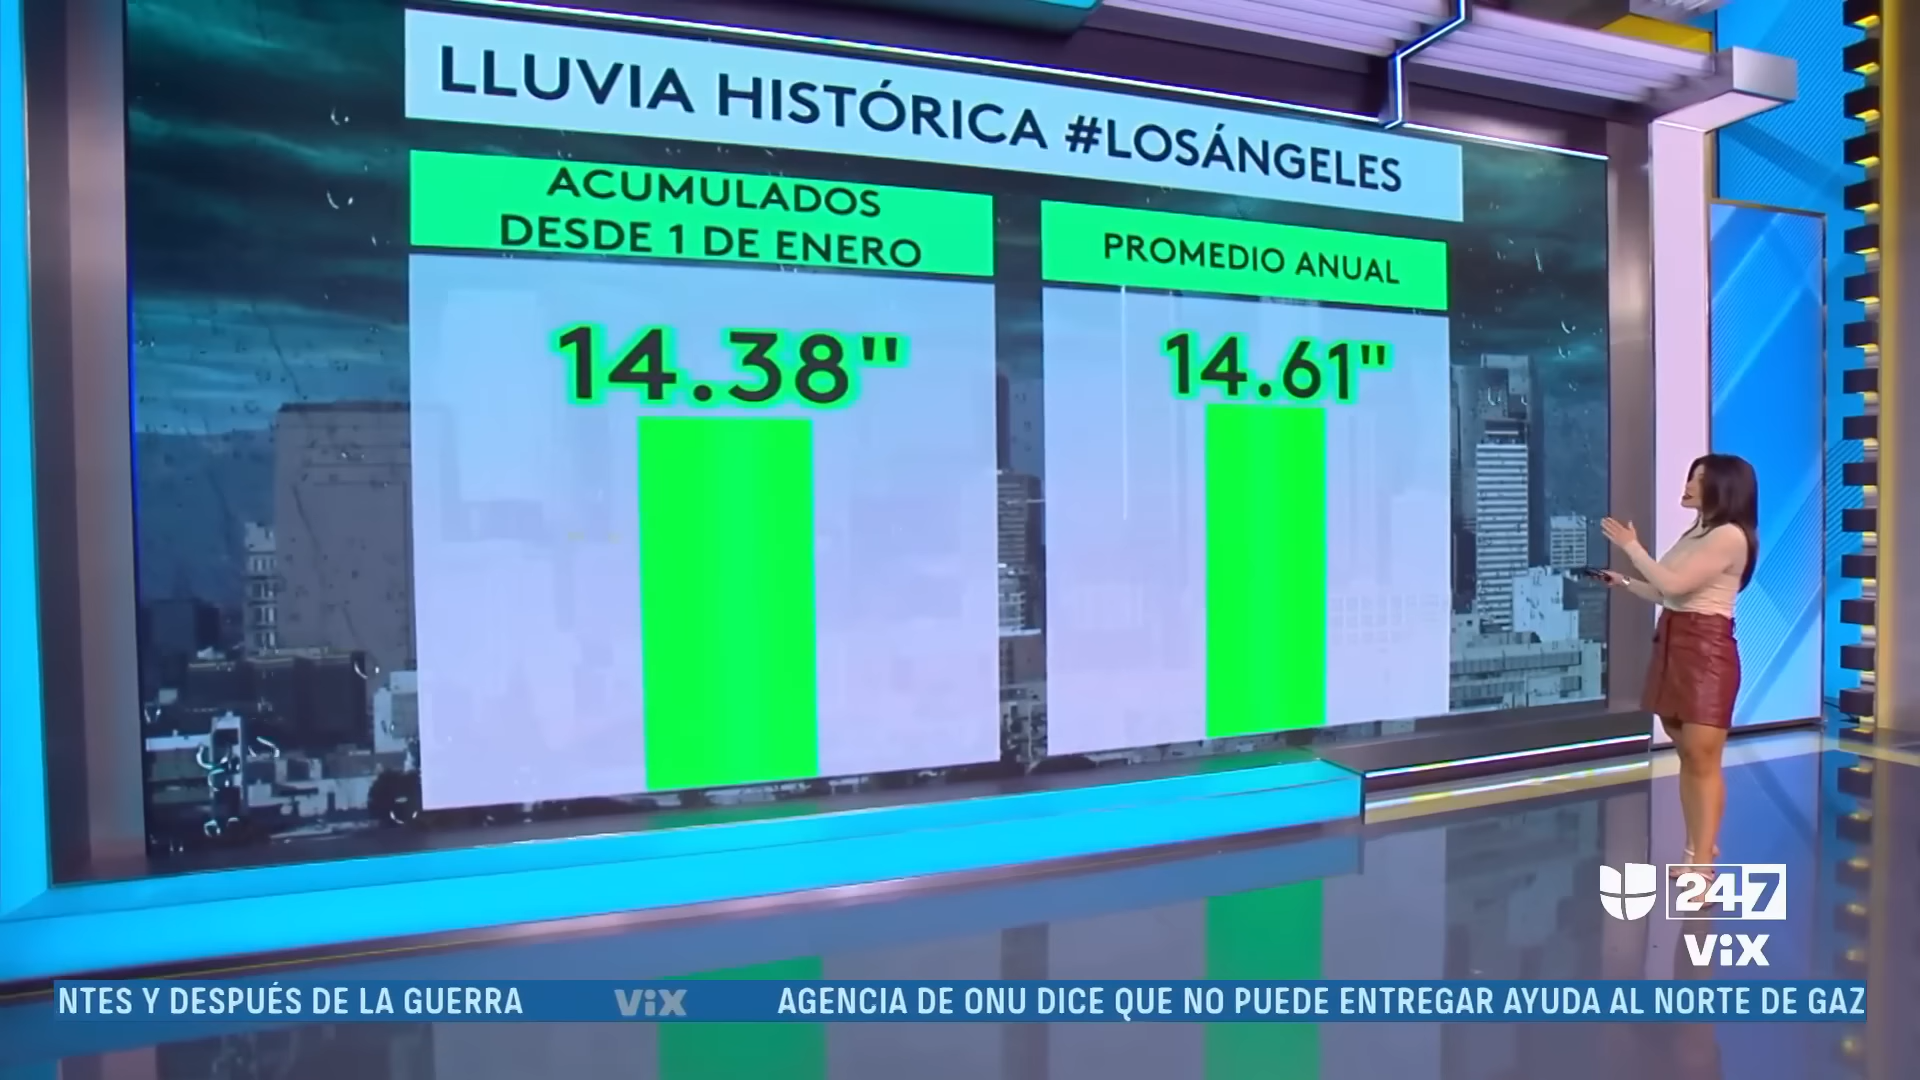 LLUVIA HISTÓRICA #LOSÁNGELES
ACUMULADOS
DESDE 1 DE ENERO
PROMEDIO ANUAL
14.38"
14.61"
24-7
ViX
NTES Y DESPUÉS DE LA GUERRA ViX AGENCIA DE ONU DICE QUE NO PUEDE ENTREGAR AYUDA AL NORTE DE GAZ